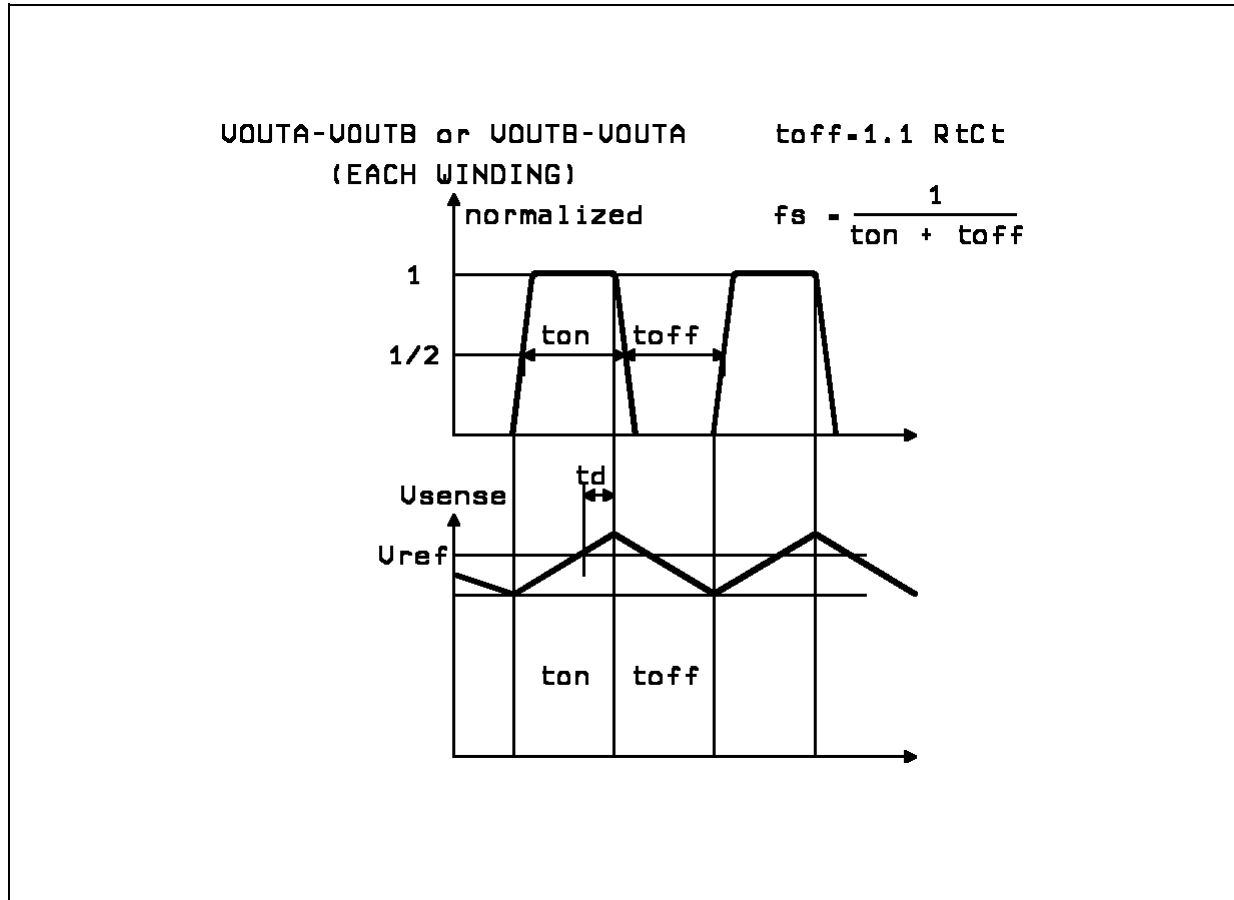 VOUTA-VOUTB or VOUTB-VOUTA
(EACH WINDING)
toff=1.1 RtCt
fs = 1
ton + toff
normalized
1
ton toff
1/2
td
Vsense
Vref
ton toff